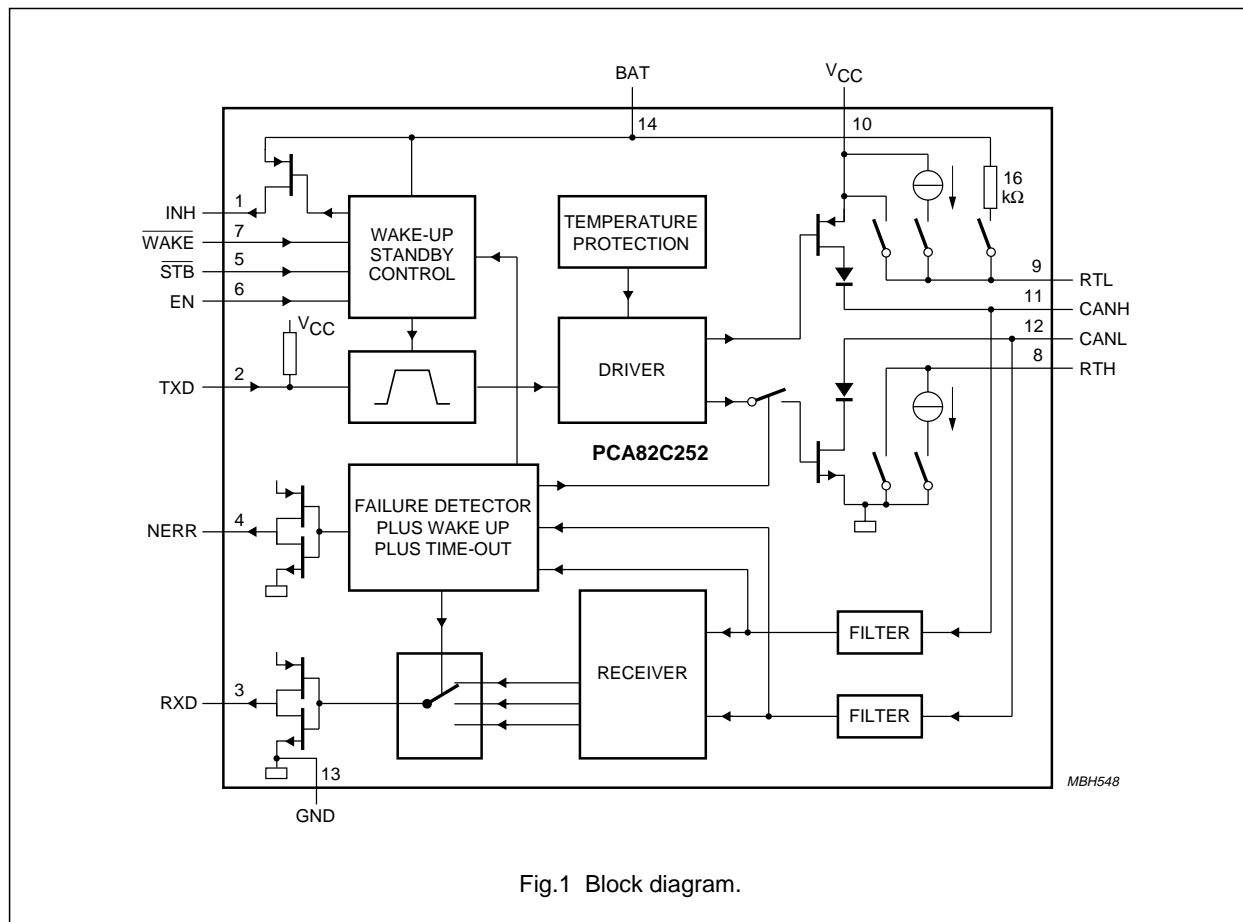 BAT
VCC
14
10
INH
1
WAKE
7
STB
5
EN
6
WAKE-UP
STANDBY
CONTROL
TEMPERATURE
PROTECTION
16
kΩ
9
RTL
11
CANH
12
CANL
8
RTH
VCC
TXD
2
DRIVER
PCA82C252
NERR
4
FAILURE DETECTOR
PLUS WAKE UP
PLUS TIME-OUT
RXD
3
RECEIVER
FILTER
FILTER
13
GND
MBH548
Fig.1 Block diagram.